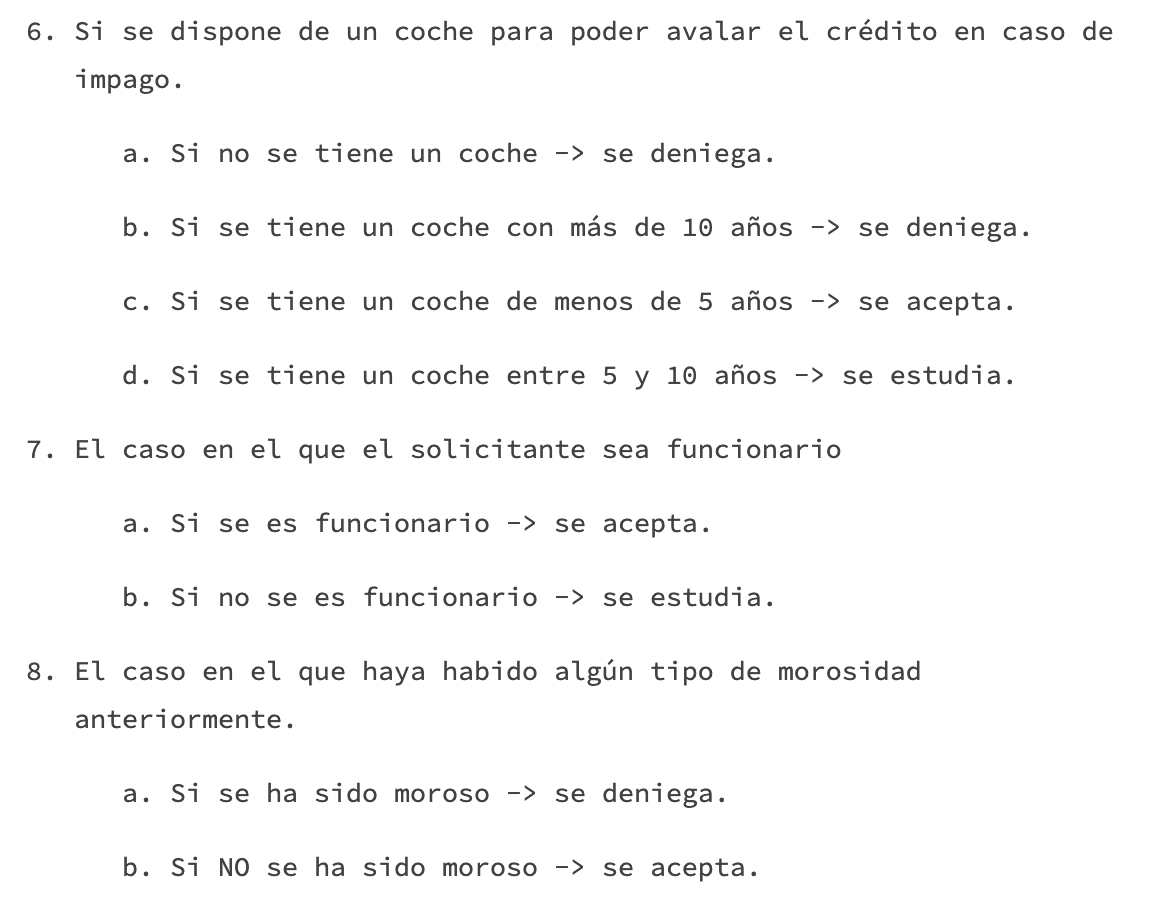 6. Si se dispone de un coche para poder avalar el crédito en caso de
impago.
a. Si no se tiene un coche -> se deniega.
b. Si se tiene un coche con más de 10 años -> se deniega.
c. Si se tiene un coche de menos de 5 años -> se acepta.
d. Si se tiene un coche entre 5 y 10 años -> se estudia.
7. El caso en el que el solicitante sea funcionario
a. Si se es funcionario -> se acepta.
b. Si no se es funcionario -> se estudia.
8. El caso en el que haya habido algún tipo de morosidad
anteriormente.
a. Si se ha sido moroso -> se deniega.
b. Si NO se ha sido moroso -> se acepta.